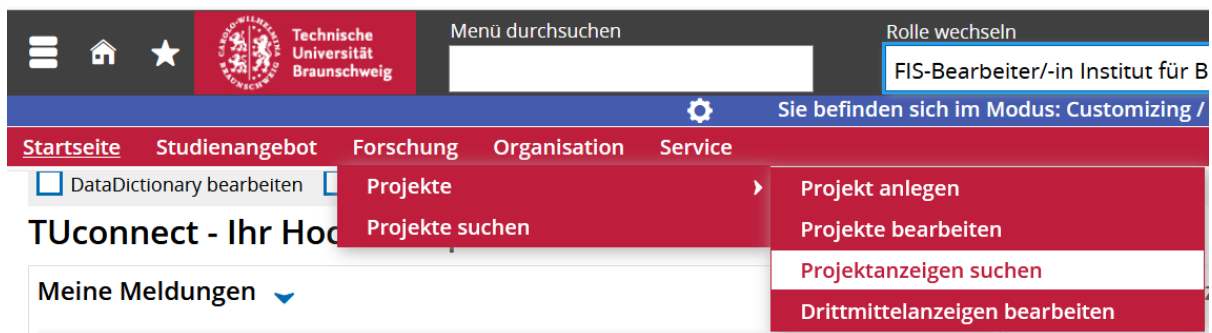 Technische
Universität
Braunschweig
Menü durchsuchen
Rolle wechseln
FIS-Bearbeiter/-in Institut für B
Sie befinden sich im Modus: Customizing /
Startseite Studienangebot Forschung Organisation Service
DataDictionary bearbeiten
Projekte
Projekte suchen
Projekt anlegen
Projekte bearbeiten
Projektanzeigen suchen
Drittmittelanzeigen bearbeiten
TUconnect - Ihr Hoc
Meine Meldungen